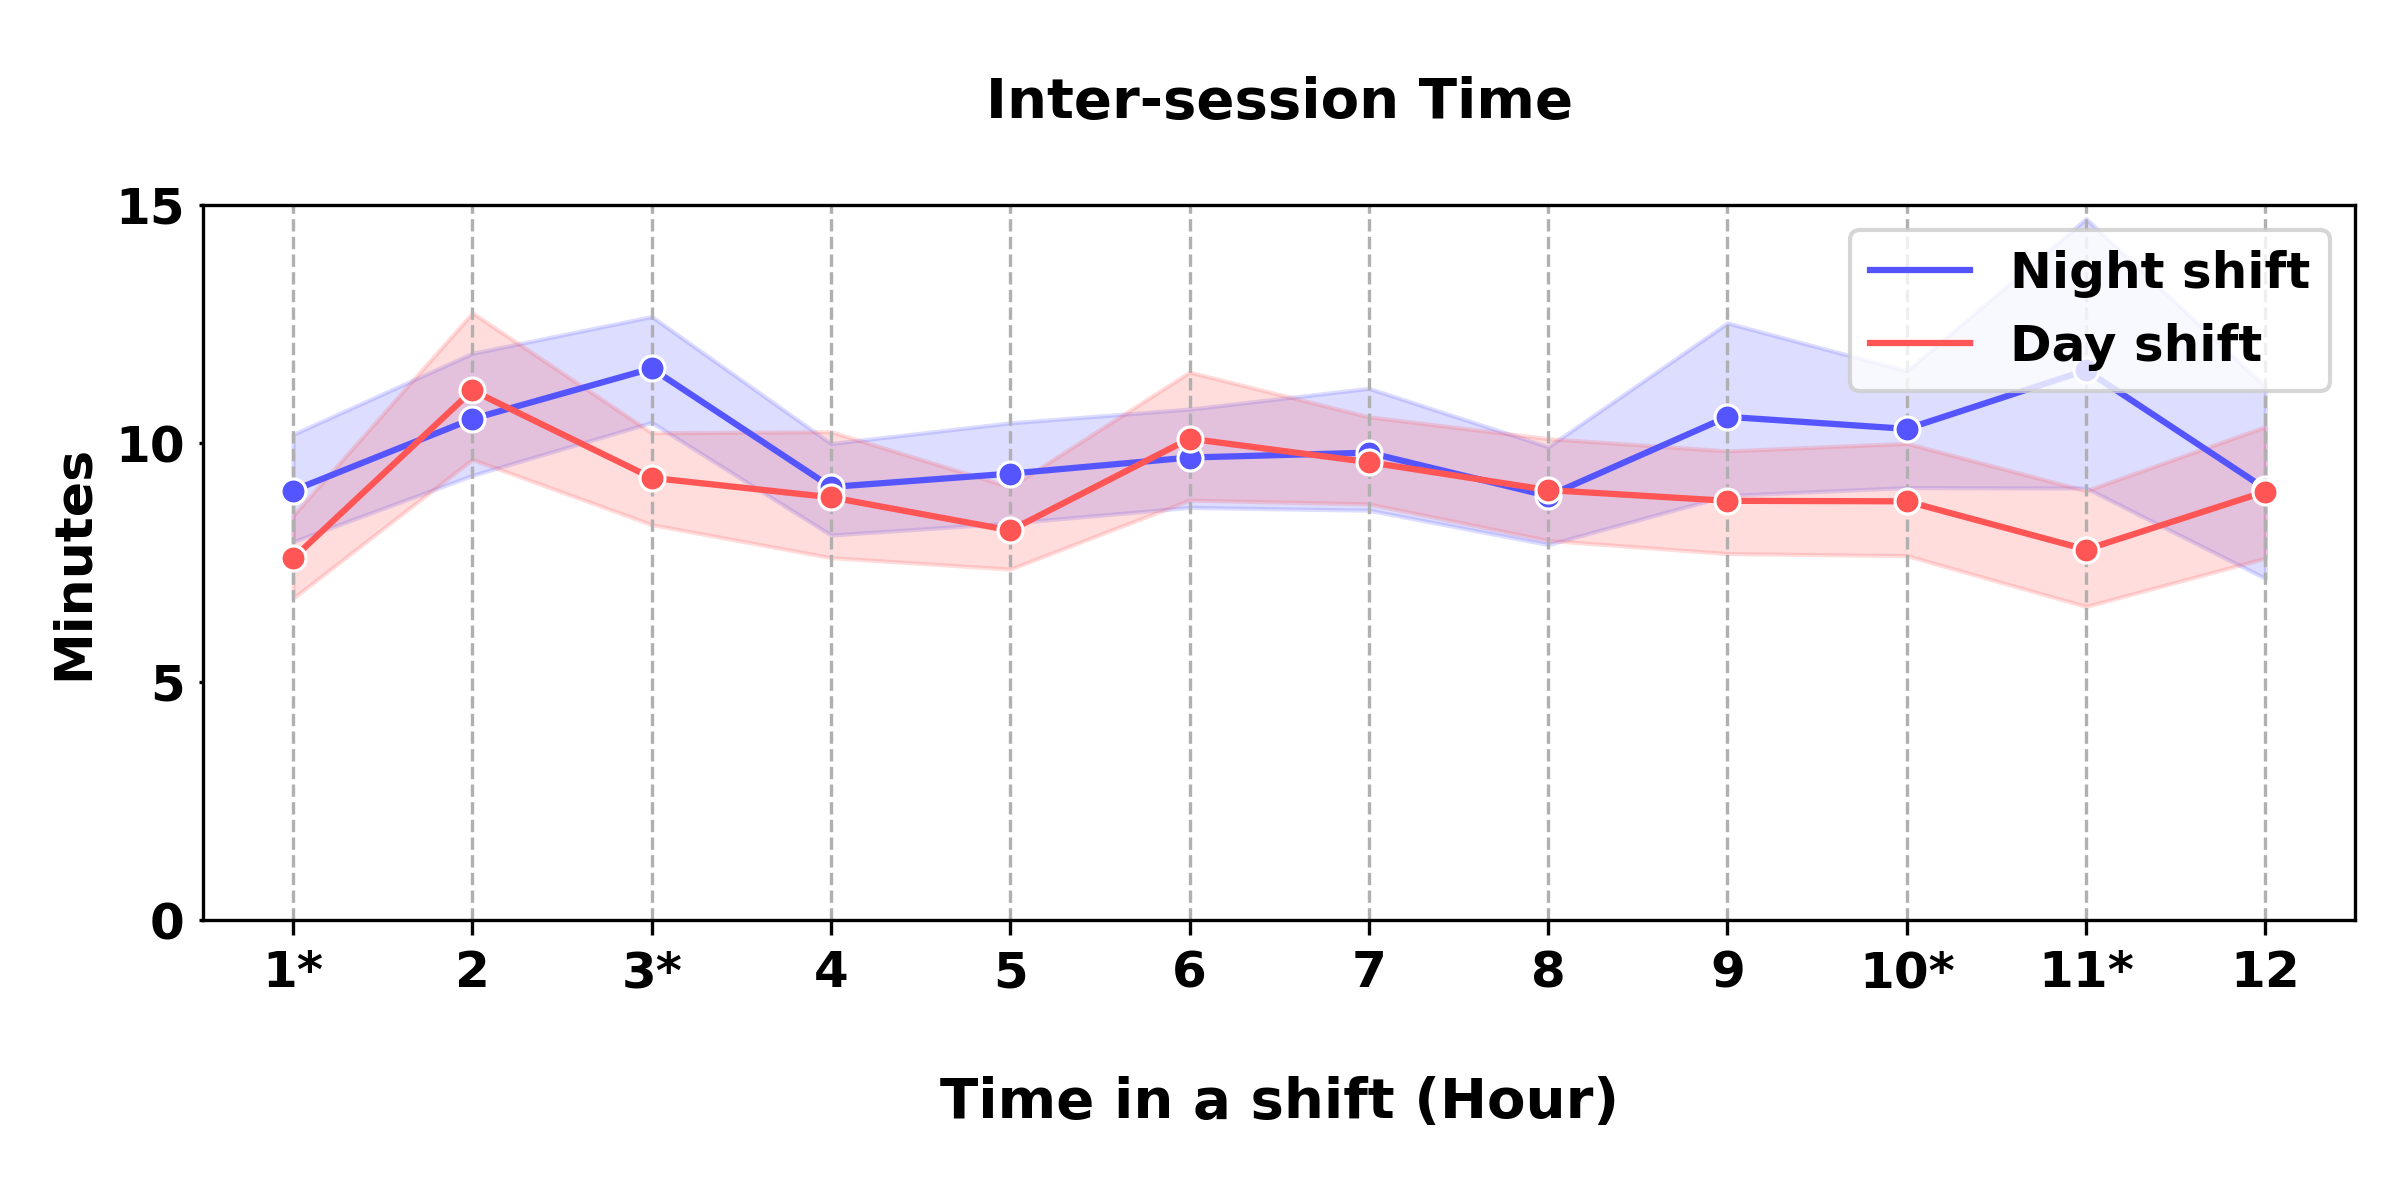 Inter-session Time
15
10
5
0
Minutes
Night shift
Day shift
1* 2 3* 4 5 6 7 8 9 10* 11* 12
Time in a shift (Hour)